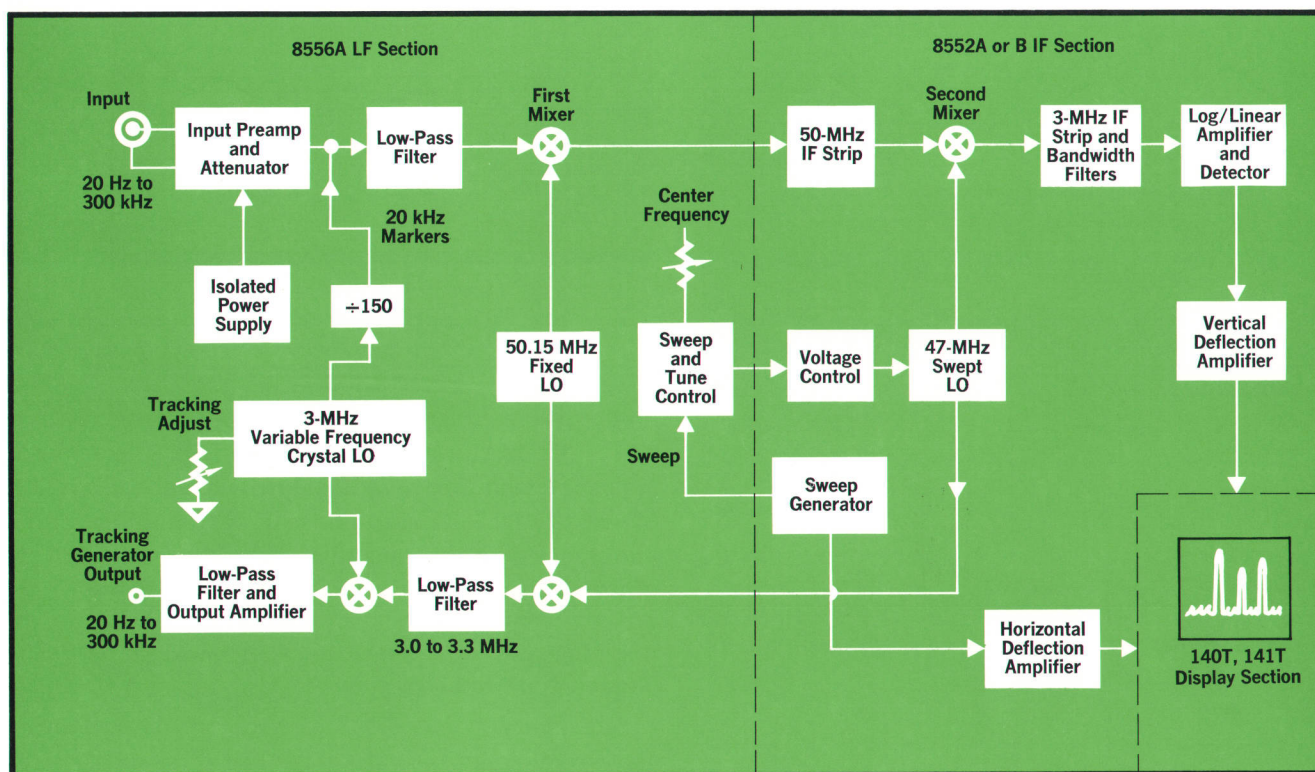 8556A LF Section
8552A or B IF Section
Input
Input Preamp
and
Attenuator
20 Hz to
300 kHz
Low-Pass
Filter
First
Mixer
50-MHz
IF Strip
Second
Mixer
3-MHz IF
Strip and
Bandwidth
Filters
Log/Linear
Amplifier
and
Detector
20 kHz
Markers
Center
Frequency
Isolated
Power
Supply
÷150
50.15 MHz
Fixed
LO
Sweep
and
Tune
Control
Voltage
Control
47-MHz
Swept
LO
Vertical
Deflection
Amplifier
Tracking
Adjust
3-MHz
Variable Frequency
Crystal LO
Sweep
Sweep
Generator
Tracking
Generator
Output
20 Hz to
300 kHz
Low-Pass
Filter and
Output Amplifier
Low-Pass
Filter
3.0 to 3.3 MHz
Horizontal
Deflection
Amplifier
140T, 141T
Display Section